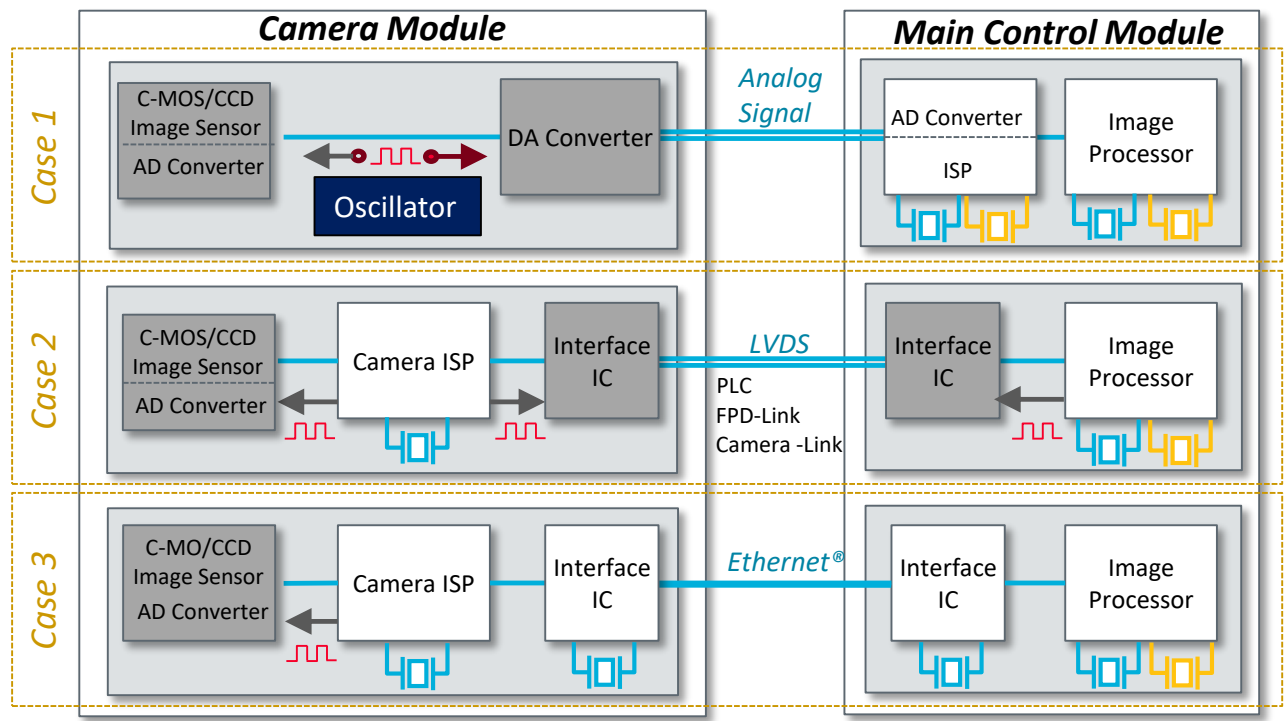 Camera Module
Main Control Module
Case 1
C-MOS/CCD
Image Sensor
AD Converter
Oscillator
DA Converter
Analog
Signal
AD Converter
ISP
Image
Processor
Case 2
C-MOS/CCD
Image Sensor
AD Converter
Camera ISP
Interface
IC
LVDS
PLC
FPD-Link
Camera -Link
Interface
IC
Image
Processor
Case 3
C-MO/CCD
Image Sensor
AD Converter
Camera ISP
Interface
IC
Ethernet®
Interface
IC
Image
Processor